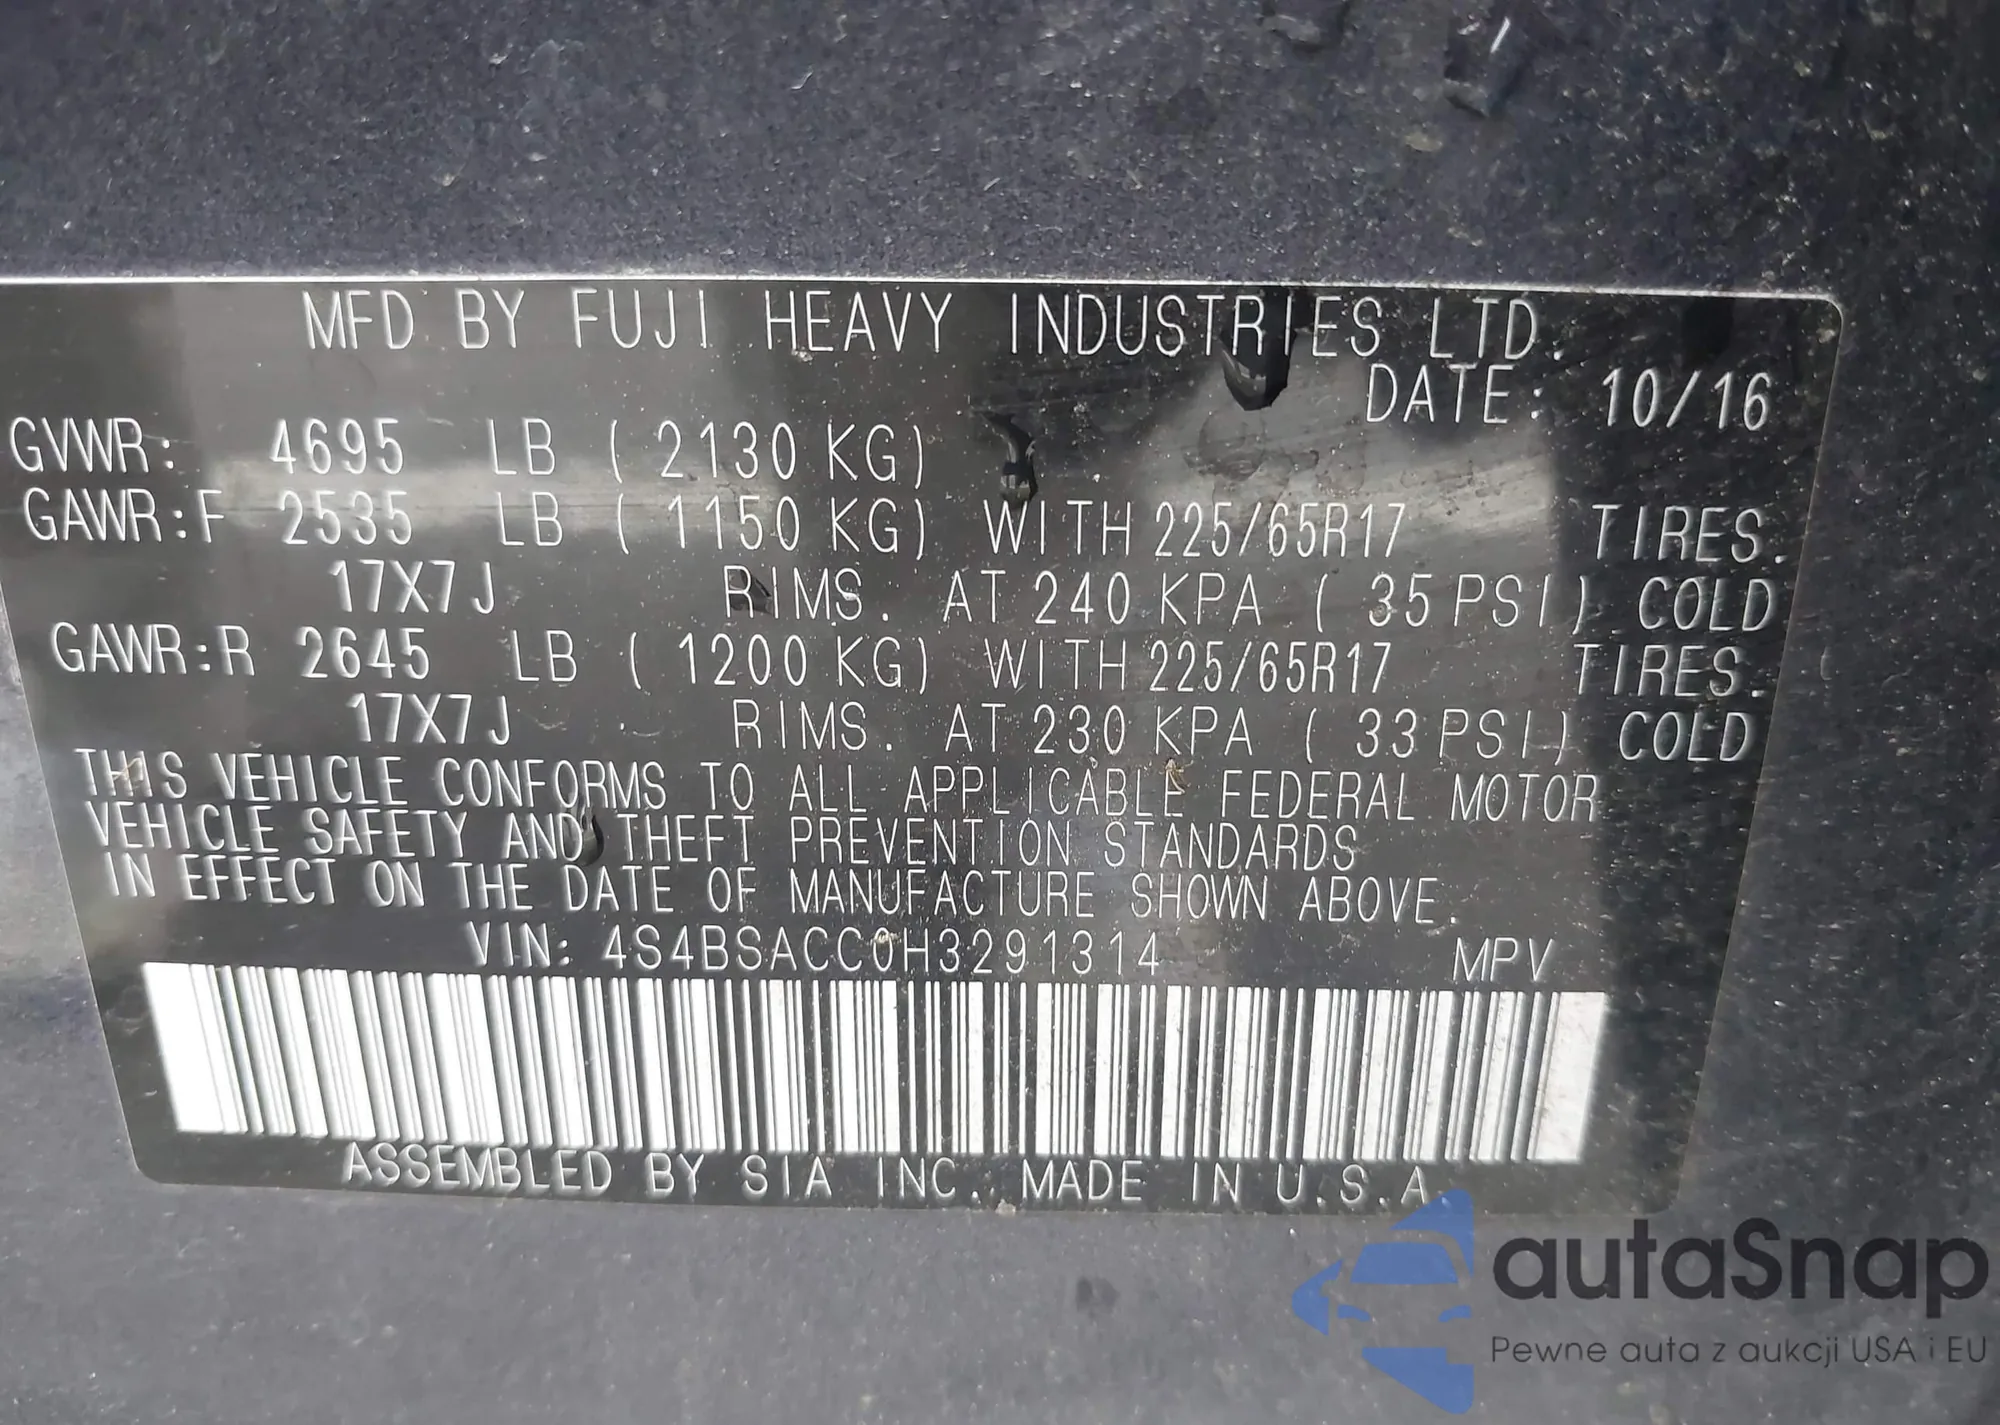 MFD BY FUJI HEAVY INDUSTRIES LTD.
DATE: 10/16
GVWR: 4695 LB ( 2130 KG)
GAWR:F 2535 LB ( 1150 KG) WITH 225/65R17 TIRES.
17X7J RIMS. AT 240 KPA ( 35 PSI) COLD
GAWR:R 2645 LB ( 1200 KG) WITH 225/65R17 TIRES.
17X7J RIMS. AT 230 KPA ( 33 PSI) COLD
THIS VEHICLE CONFORMS TO ALL APPLICABLE FEDERAL MOTOR
VEHICLE SAFETY AND THEFT PREVENTION STANDARDS
IN EFFECT ON THE DATE OF MANUFACTURE SHOWN ABOVE.
VIN: 4S4BSACC0H3291314 MPV
ASSEMBLED BY SIA INC. MADE IN U.S.A.
autaSnap
Pewne auta z aukcji USA i EU